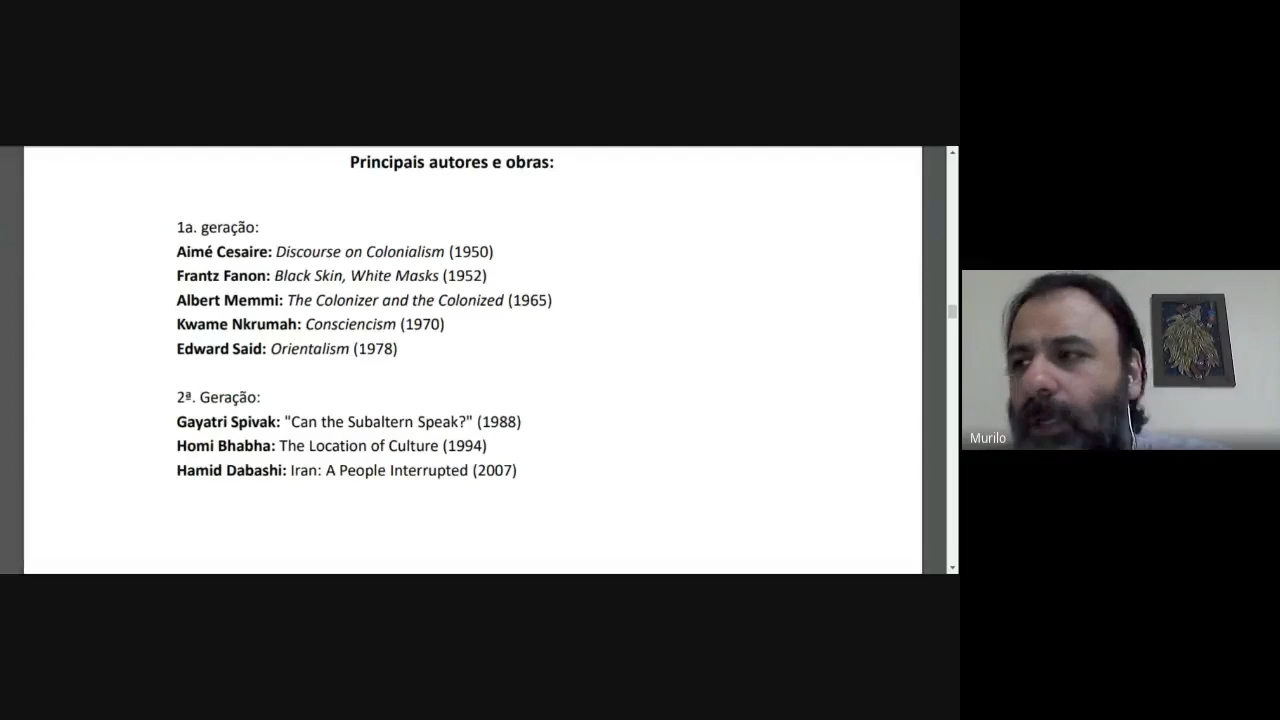 Principais autores e obras:
1a. geração:
Aimé Cesaire: Discourse on Colonialism (1950)
Frantz Fanon: Black Skin, White Masks (1952)
Albert Memmi: The Colonizer and the Colonized (1965)
Kwame Nkrumah: Consciencism (1970)
Edward Said: Orientalism (1978)
2ª. Geração:
Gayatri Spivak: "Can the Subaltern Speak?" (1988)
Homi Bhabha: The Location of Culture (1994)
Hamid Dabashi: Iran: A People Interrupted (2007)
Murilo